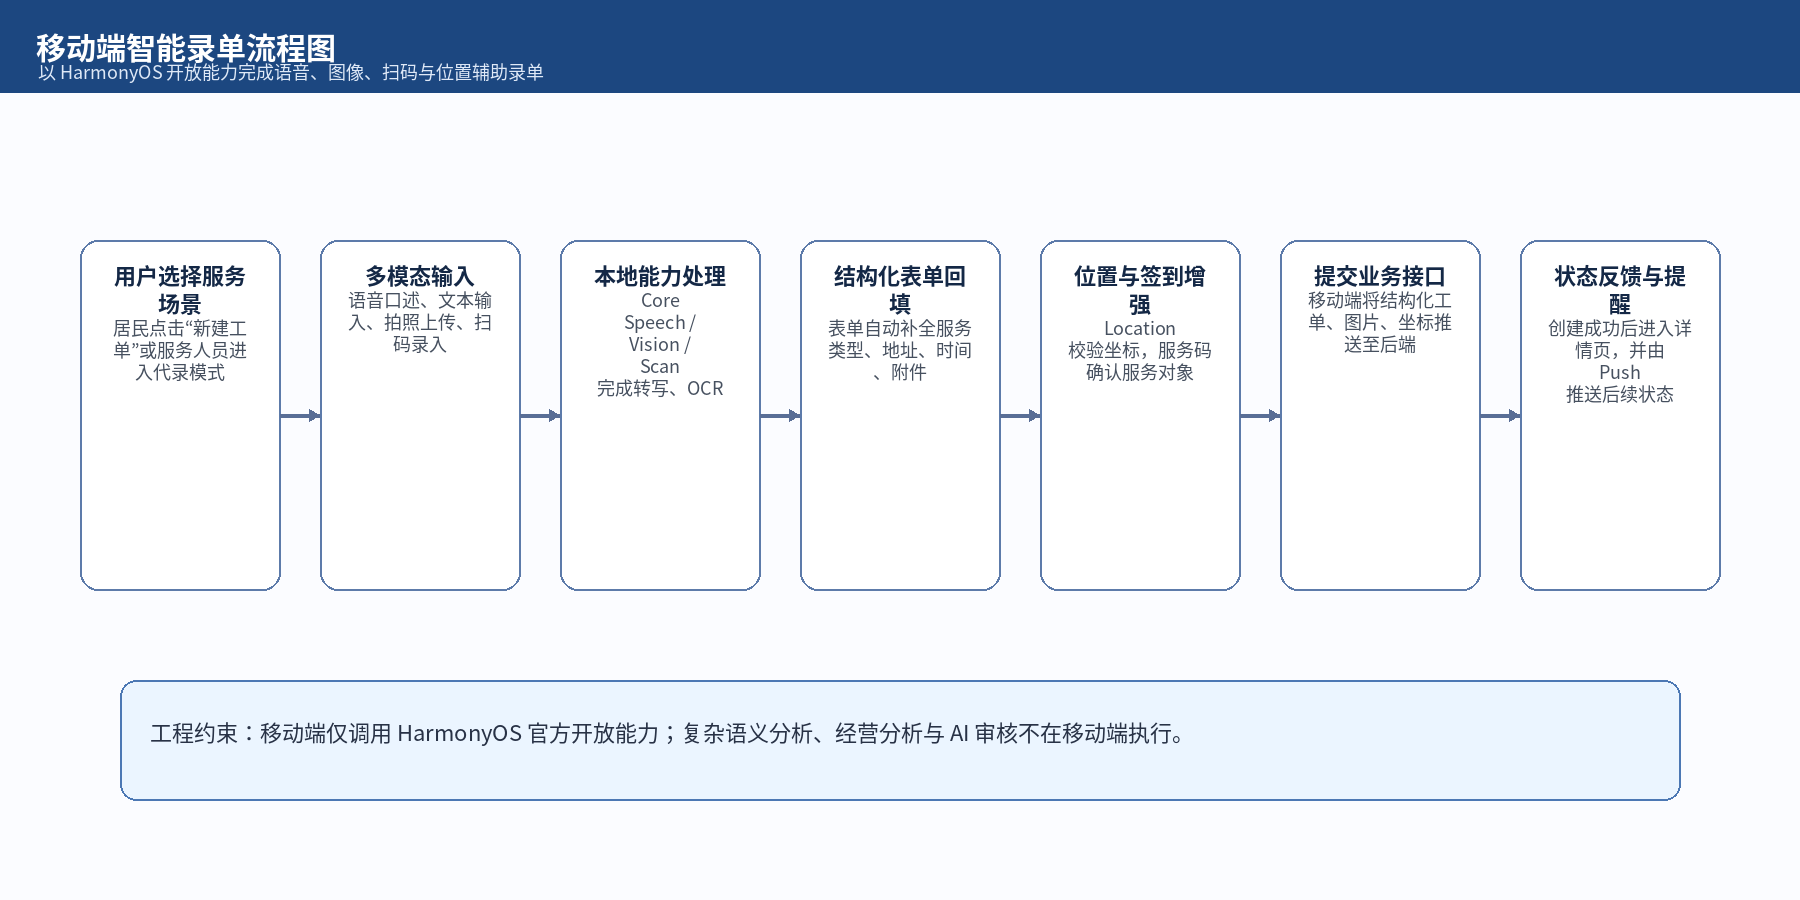 移动端智能录单流程图
以 HarmonyOS 开放能力完成语音、图像、扫码与位置辅助录单
用户选择服务
场景
居民点击“新建工
单”或服务人员进
入代录模式
多模态输入
语音口述、文本输
入、拍照上传、扫
码录入
本地能力处理
Core
Speech /
Vision /
Scan
完成转写、OCR
结构化表单回
填
表单自动补全服务
类型、地址、时间
、附件
位置与签到增
强
Location
校验坐标，服务码
确认服务对象
提交业务接口
移动端将结构化工
单、图片、坐标推
送至后端
状态反馈与提
醒
创建成功后进入详
情页，并由
Push
推送后续状态
工程约束：移动端仅调用 HarmonyOS 官方开放能力；复杂语义分析、经营分析与 AI 审核不在移动端执行。